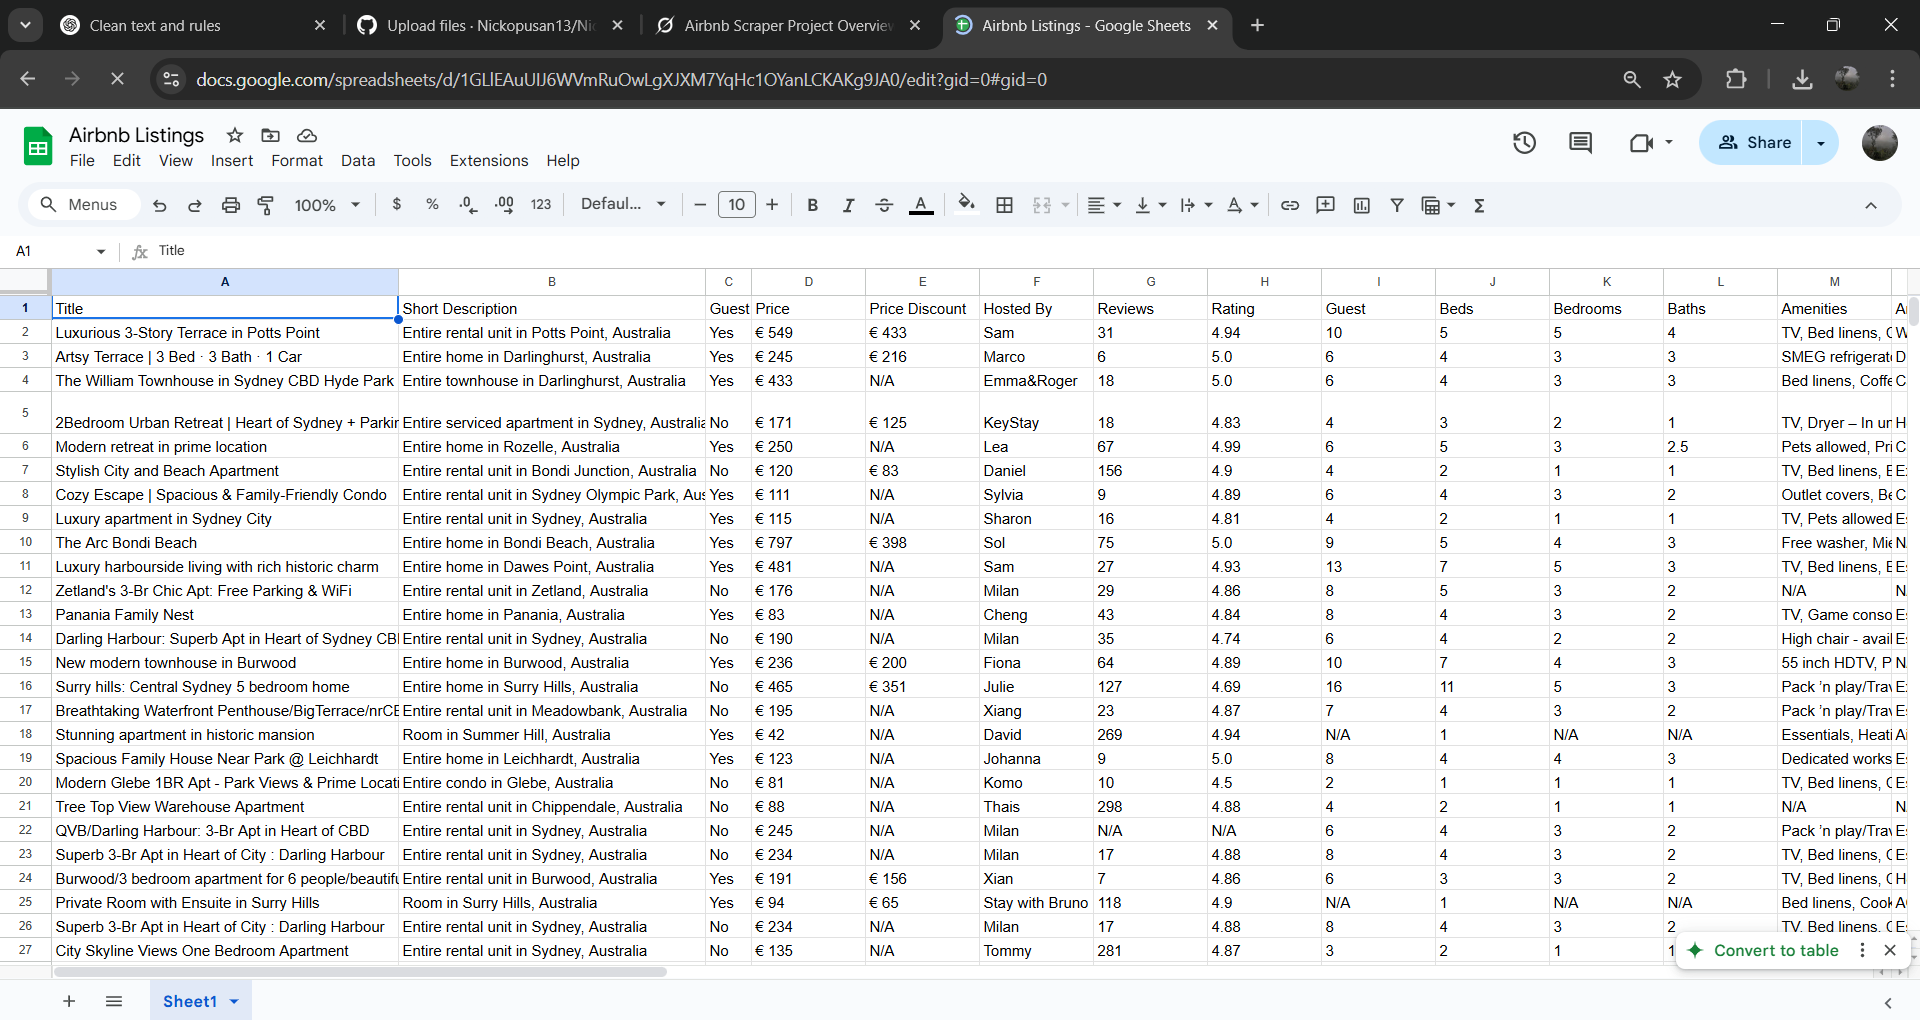 Clean text and rules
Upload files · Nickopusan13/Nic
Airbnb Scraper Project Overview
Airbnb Listings - Google Sheets
docs.google.com/spreadsheets/d/1GLlEAuUIJ6WVmRuOwLgXJXM7YqHc1OYanLCKAKg9JA0/edit?gid=0#gid=0
Airbnb Listings
Share
File Edit View Insert Format Data Tools Extensions Help
Menus 100% $ % .0 .00 123 Defaul... 10 B I A
A1 Title
A B C D E F G H I J K L M
1 Title Short Description Guest Price Price Discount Hosted By Reviews Rating Guest Beds Bedrooms Baths Amenities
2 Luxurious 3-Story Terrace in Potts Point Entire rental unit in Potts Point, Australia Yes € 549 € 433 Sam 31 4.94 10 5 5 4 TV, Bed linens, C
3 Artsy Terrace | 3 Bed · 3 Bath · 1 Car Entire home in Darlinghurst, Australia Yes € 245 € 216 Marco 6 5.0 6 4 3 3 SMEG refrigerat D
4 The William Townhouse in Sydney CBD Hyde Park Entire townhouse in Darlinghurst, Australia Yes € 433 N/A Emma&Roger 18 5.0 6 4 3 3 Bed linens, Coffe C
5 2Bedroom Urban Retreat | Heart of Sydney + Parkin Entire serviced apartment in Sydney, Australia No € 171 € 125 KeyStay 18 4.83 4 3 2 1 TV, Dryer – In un H
6 Modern retreat in prime location Entire home in Rozelle, Australia Yes € 250 N/A Lea 67 4.99 6 5 3 2.5 Pets allowed, Pri C
7 Stylish City and Beach Apartment Entire rental unit in Bondi Junction, Australia No € 120 € 83 Daniel 156 4.9 4 2 1 1 TV, Bed linens, E
8 Cozy Escape | Spacious & Family-Friendly Condo Entire rental unit in Sydney Olympic Park, Aus Yes € 111 N/A Sylvia 9 4.89 6 4 3 2 Outlet covers, Be C
9 Luxury apartment in Sydney City Entire rental unit in Sydney, Australia Yes € 115 N/A Sharon 16 4.81 4 2 1 1 TV, Pets allowed Es
10 The Arc Bondi Beach Entire home in Bondi Beach, Australia Yes € 797 € 398 Sol 75 5.0 9 5 4 3 Free washer, Mie N
11 Luxury harbourside living with rich historic charm Entire home in Dawes Point, Australia Yes € 481 N/A Sam 27 4.93 13 7 5 3 TV, Bed linens, E Es
12 Zetland's 3-Br Chic Apt: Free Parking & WiFi Entire rental unit in Zetland, Australia No € 176 N/A Milan 29 4.86 8 5 3 2 N/A N
13 Panania Family Nest Entire home in Panania, Australia Yes € 83 N/A Cheng 43 4.84 8 4 3 2 TV, Game conso Es
14 Darling Harbour: Superb Apt in Heart of Sydney CBD Entire rental unit in Sydney, Australia No € 190 N/A Milan 35 4.74 6 4 2 2 High chair - avail Es
15 New modern townhouse in Burwood Entire home in Burwood, Australia Yes € 236 € 200 Fiona 64 4.89 10 7 4 3 55 inch HDTV, P N
16 Surry hills: Central Sydney 5 bedroom home Entire home in Surry Hills, Australia No € 465 € 351 Julie 127 4.69 16 11 5 3 Pack ’n play/Trav
17 Breathtaking Waterfront Penthouse/BigTerrace/nrCB Entire rental unit in Meadowbank, Australia No € 195 N/A Xiang 23 4.87 7 4 3 2 Pack ’n play/Trav Es
18 Stunning apartment in historic mansion Room in Summer Hill, Australia Yes € 42 N/A David 269 4.94 N/A 1 N/A N/A Essentials, Heati Ai
19 Spacious Family House Near Park @ Leichhardt Entire home in Leichhardt, Australia Yes € 123 N/A Johanna 9 5.0 8 4 4 3 Dedicated works Es
20 Modern Glebe 1BR Apt - Park Views & Prime Locati Entire condo in Glebe, Australia No € 81 N/A Komo 10 4.5 2 1 1 1 TV, Bed linens, C Es
21 Tree Top View Warehouse Apartment Entire rental unit in Chippendale, Australia No € 88 N/A Thais 298 4.88 4 2 1 1 N/A N
22 QVB/Darling Harbour: 3-Br Apt in Heart of CBD Entire rental unit in Sydney, Australia No € 245 N/A Milan N/A N/A 6 4 3 2 Pack ’n play/Trav Es
23 Superb 3-Br Apt in Heart of City : Darling Harbour Entire rental unit in Sydney, Australia No € 234 N/A Milan 17 4.88 8 4 3 2 TV, Bed linens, C Es
24 Burwood/3 bedroom apartment for 6 people/beautifu Entire rental unit in Burwood, Australia Yes € 191 € 156 Xian 7 4.86 6 3 3 2 TV, Bed linens, C H
25 Private Room with Ensuite in Surry Hills Room in Surry Hills, Australia Yes € 94 € 65 Stay with Bruno 118 4.9 N/A 1 N/A N/A Bed linens, Cook
26 Superb 3-Br Apt in Heart of City : Darling Harbour Entire rental unit in Sydney, Australia No € 234 N/A Milan 17 4.88 8 4 3 2 TV, Bed linens, C Es
27 City Skyline Views One Bedroom Apartment Entire rental unit in Sydney, Australia No € 135 N/A Tommy 281 4.87 3 2 1 1
Convert to table
Sheet1